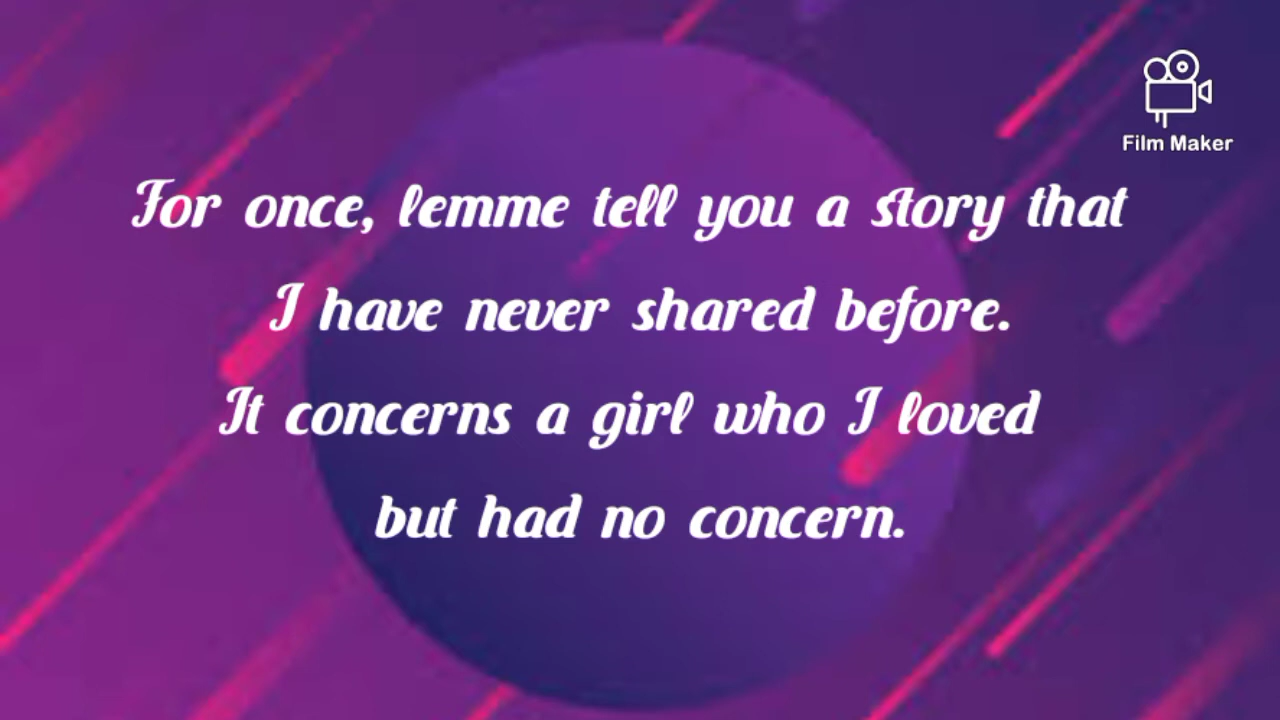 Film Maker
For once, lemme tell you a story that
I have never shared before.
It concerns a girl who I loved
but had no concern.